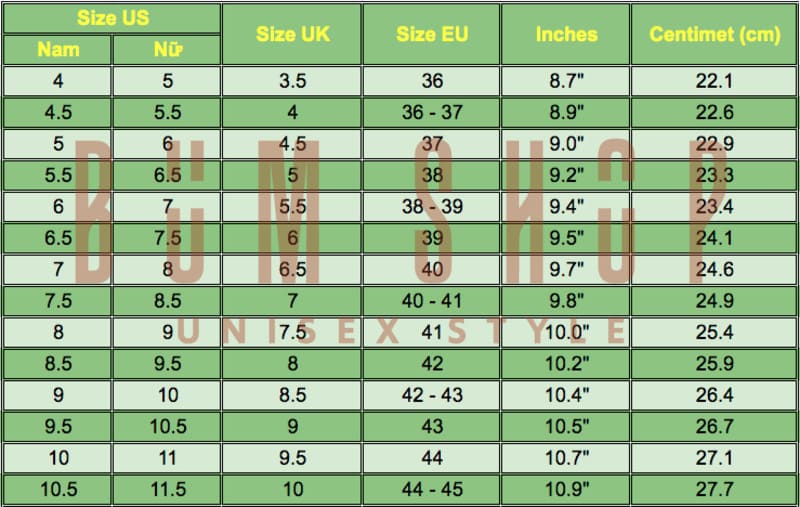 Size US Size UK Size EU Inches Centimet (cm)
Nam Nữ
4 5 3.5 36 8.7" 22.1
4.5 5.5 4 36 - 37 8.9" 22.6
5 6 4.5 37 9.0" 22.9
5.5 6.5 5 38 9.2" 23.3
6 7 5.5 38 - 39 9.4" 23.4
6.5 7.5 6 39 9.5" 24.1
7 8 6.5 40 9.7" 24.6
7.5 8.5 7 40 - 41 9.8" 24.9
8 9 7.5 41 10.0" 25.4
8.5 9.5 8 42 10.2" 25.9
9 10 8.5 42 - 43 10.4" 26.4
9.5 10.5 9 43 10.5" 26.7
10 11 9.5 44 10.7" 27.1
10.5 11.5 10 44 - 45 10.9" 27.7
BÙM SHOP
UNISEX STYLE